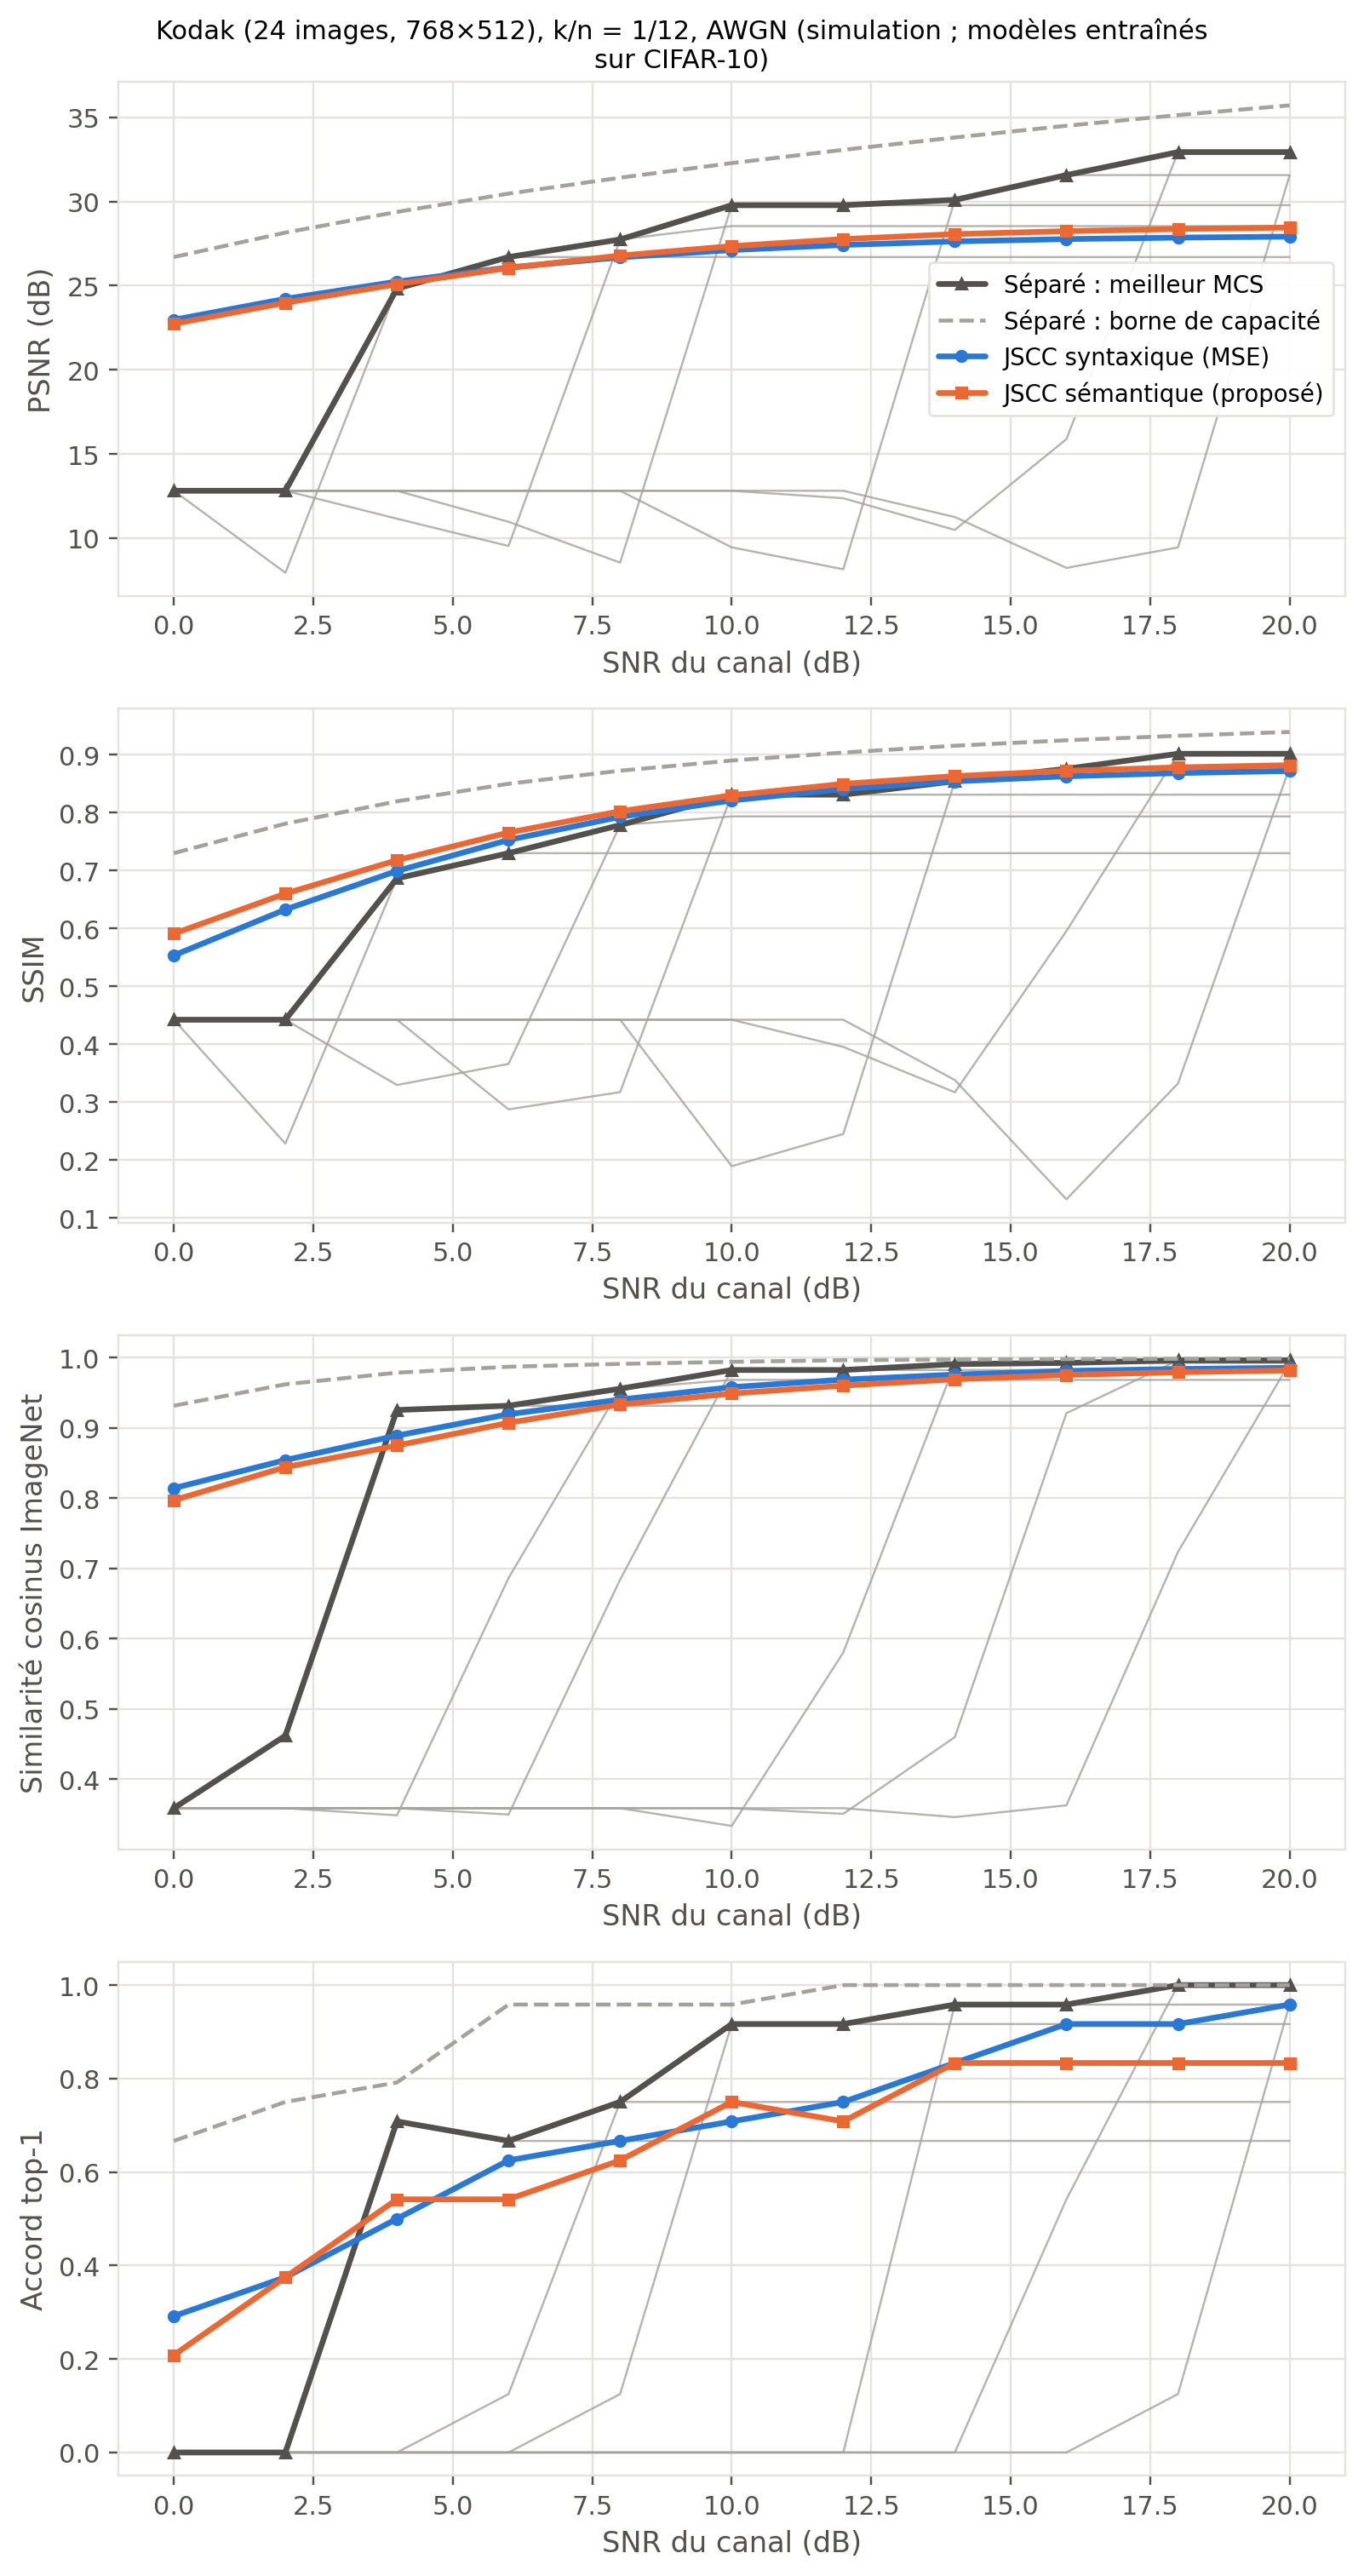 Kodak (24 images, 768×512), k/n = 1/12, AWGN (simulation ; modèles entraînés
sur CIFAR-10)
35
30
25
20
15
10
PSNR (dB)
Séparé : meilleur MCS
Séparé : borne de capacité
JSCC syntaxique (MSE)
JSCC sémantique (proposé)
0.0 2.5 5.0 7.5 10.0 12.5 15.0 17.5 20.0
SNR du canal (dB)
0.9
0.8
0.7
0.6
0.5
0.4
0.3
0.2
0.1
SSIM
0.0 2.5 5.0 7.5 10.0 12.5 15.0 17.5 20.0
SNR du canal (dB)
1.0
0.9
0.8
0.7
0.6
0.5
0.4
Similarité cosinus ImageNet
0.0 2.5 5.0 7.5 10.0 12.5 15.0 17.5 20.0
SNR du canal (dB)
1.0
0.8
0.6
0.4
0.2
0.0
Accord top-1
0.0 2.5 5.0 7.5 10.0 12.5 15.0 17.5 20.0
SNR du canal (dB)